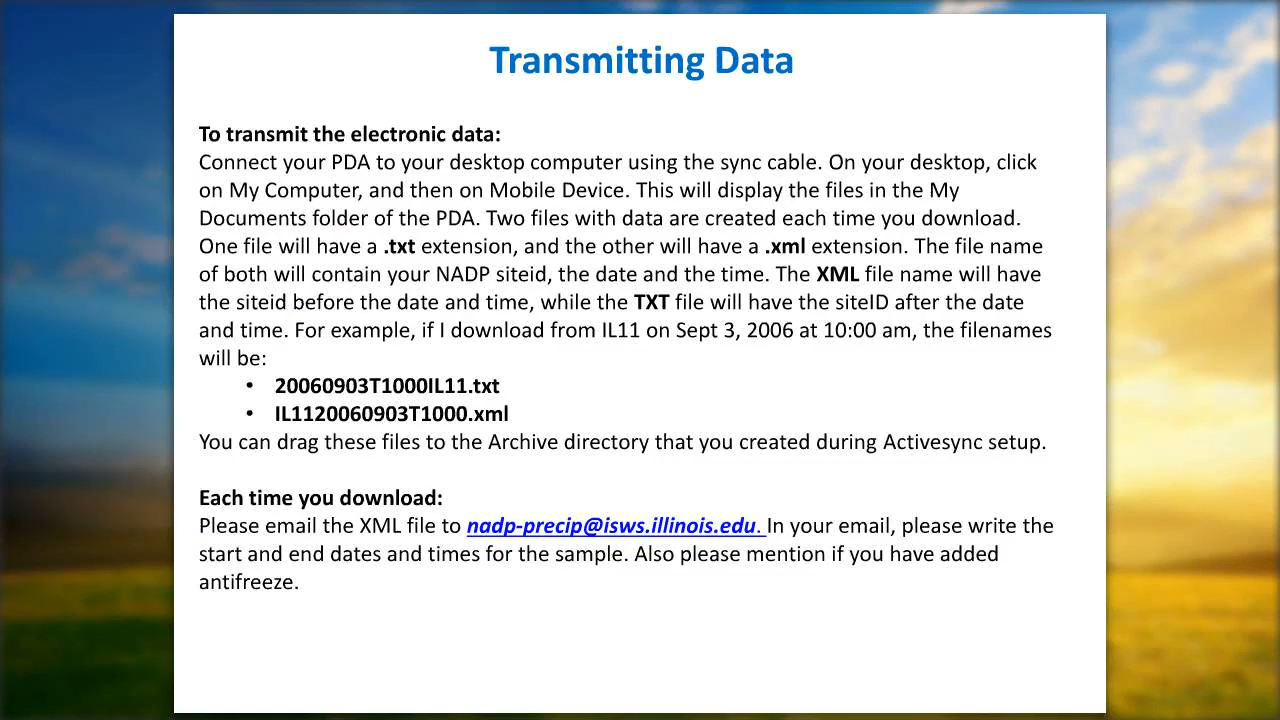 Transmitting Data
To transmit the electronic data:
Connect your PDA to your desktop computer using the sync cable. On your desktop, click
on My Computer, and then on Mobile Device. This will display the files in the My
Documents folder of the PDA. Two files with data are created each time you download.
One file will have a .txt extension, and the other will have a .xml extension. The file name
of both will contain your NADP siteid, the date and the time. The XML file name will have
the siteid before the date and time, while the TXT file will have the siteID after the date
and time. For example, if I download from IL11 on Sept 3, 2006 at 10:00 am, the filenames
will be:
• 20060903T1000IL11.txt
• IL1120060903T1000.xml
You can drag these files to the Archive directory that you created during Activesync setup.
Each time you download:
Please email the XML file to nadp-precip@isws.illinois.edu. In your email, please write the
start and end dates and times for the sample. Also please mention if you have added
antifreeze.